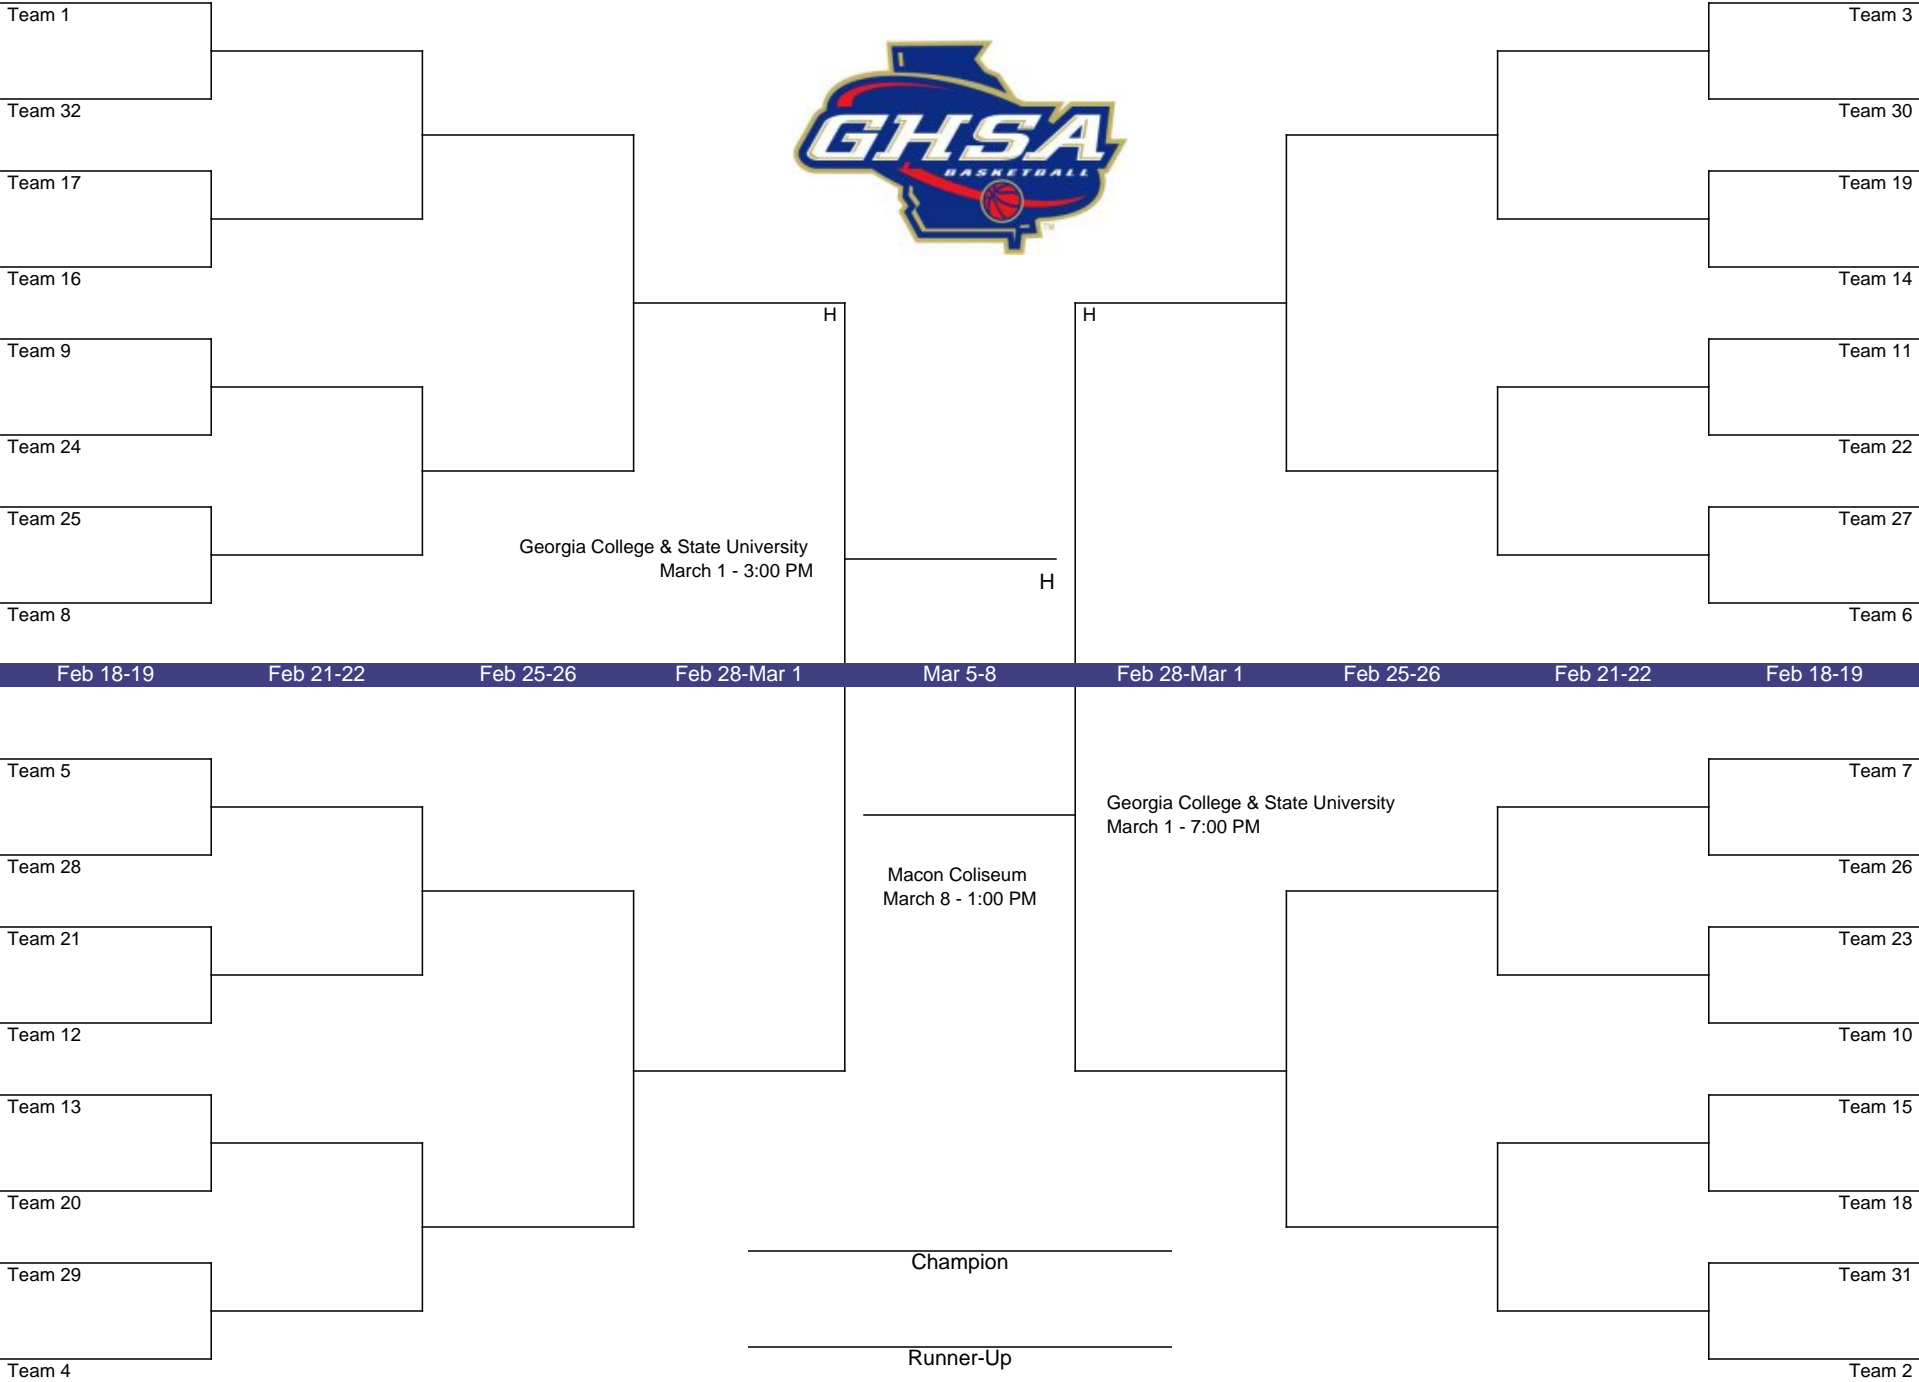 Team 1
Team 3
Team 32
Team 30
GHSA
BASKETBALL
TM
Team 17
Team 19
Team 16
Team 14
H
H
Team 9
Team 11
Team 24
Team 22
Team 25
Team 27
Georgia College & State University
March 1 - 3:00 PM
H
Team 8
Team 6
Feb 18-19 Feb 21-22 Feb 25-26 Feb 28-Mar 1 Mar 5-8 Feb 28-Mar 1 Feb 25-26 Feb 21-22 Feb 18-19
Team 5
Team 7
Georgia College & State University
March 1 - 7:00 PM
Team 28
Team 26
Macon Coliseum
March 8 - 1:00 PM
Team 21
Team 23
Team 12
Team 10
Team 13
Team 15
Team 20
Team 18
Champion
Team 29
Team 31
Runner-Up
Team 4
Team 2